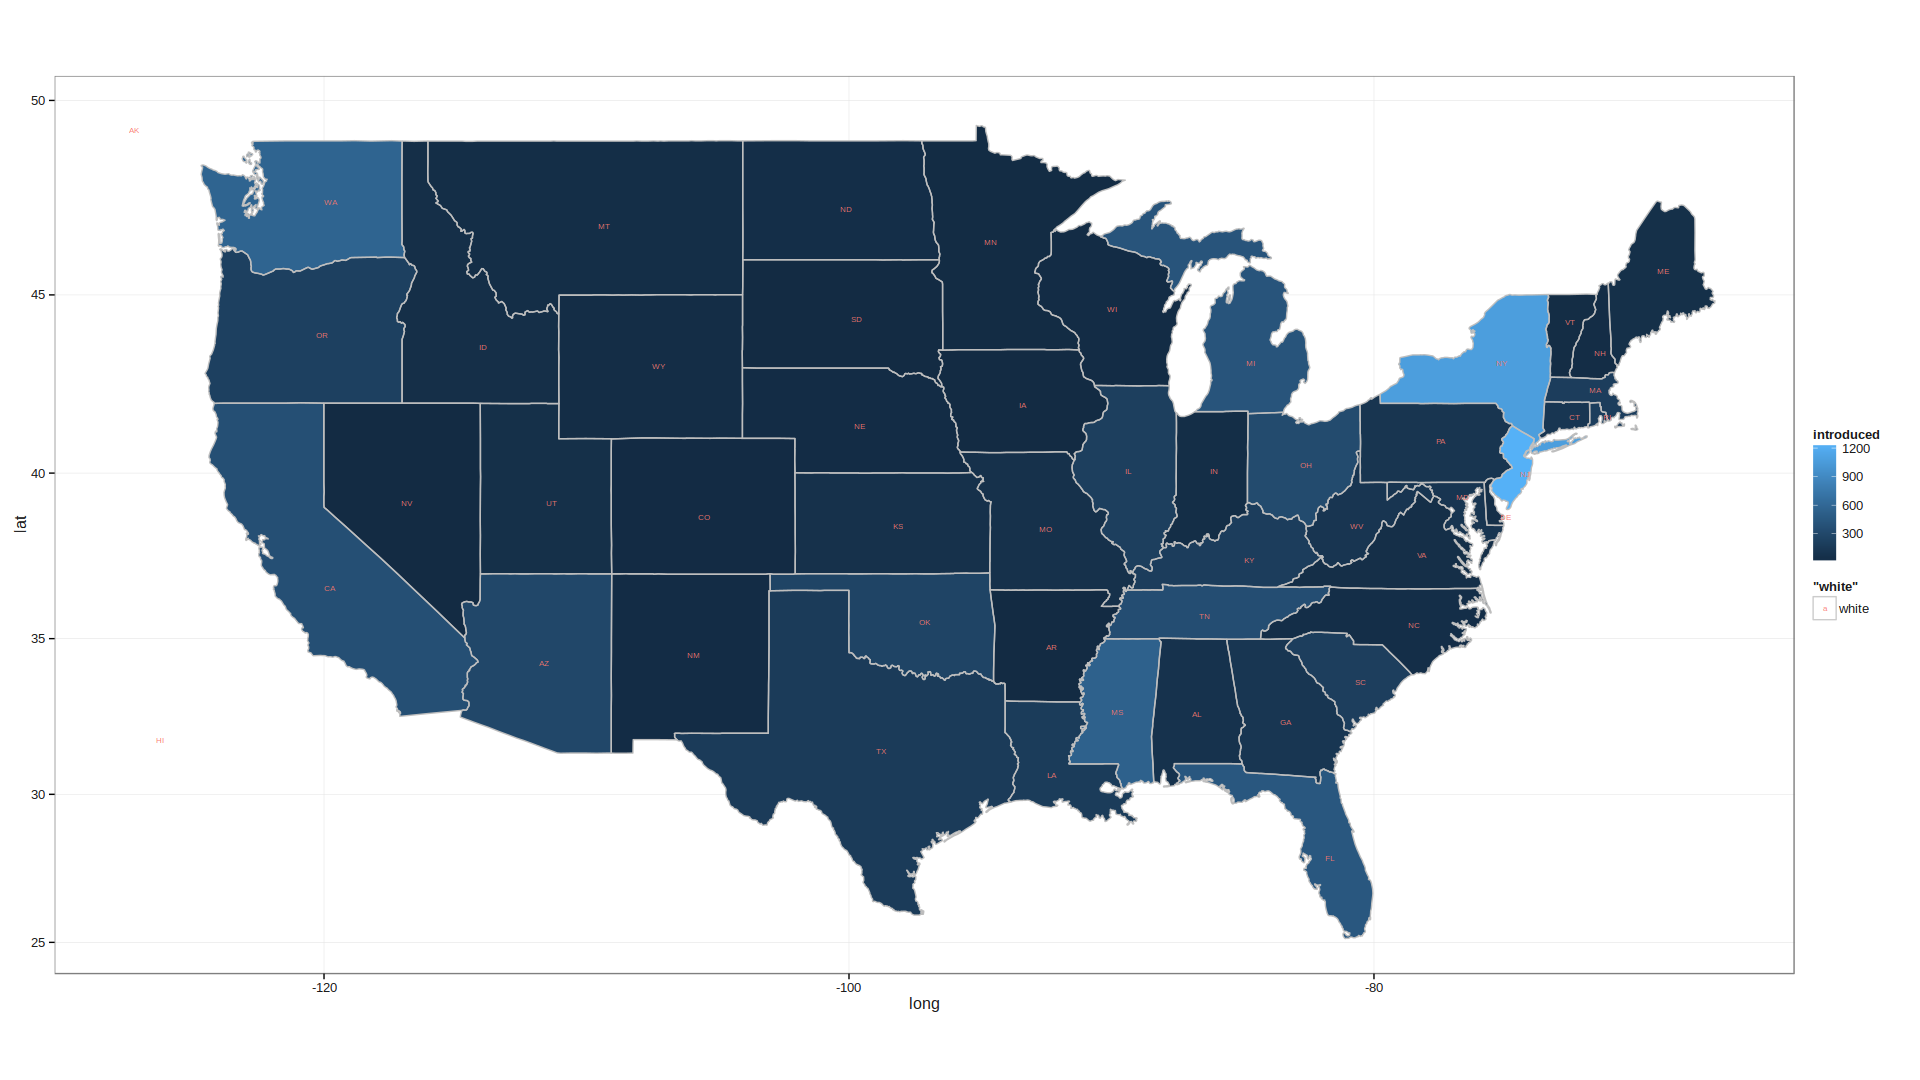 50
AK
WA
ND
MT
MN
ME
45
WI
SD
VT
OR
ID
NH
MI
NY
WY
MA
IA
CT
NE
PA
introduced
1200
OH
40
IL
IN
900
MD
NV
UT
600
CO
DE
KS
WV
MO
300
VA
lat
KY
CA
"white"
a white
TN
OK
NC
35
AR
NM
AZ
SC
MS
AL
GA
HI
TX
LA
30
FL
25
-120
-100
-80
long